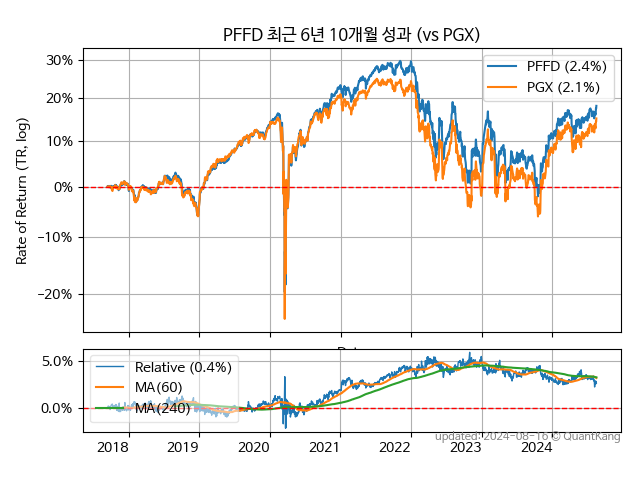 PFFD 최근 6년 10개월 성과 (vs PGX)
Rate of Return (TR, log)
30%
20%
10%
0%
−10%
−20%
PFFD (2.4%)
PGX (2.1%)
5.0%
0.0%
Relative (0.4%)
MA(60)
MA(240)
2018
2019
2020
2021
2022
2023
2024
updated: 2024-08-16 © QuantKang